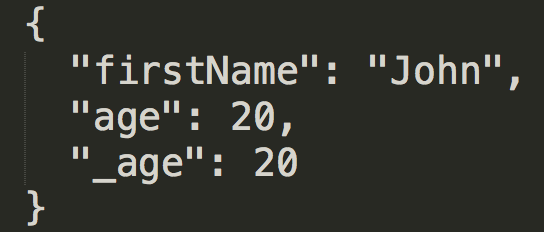 {
"firstName": "John",
"age": 20,
"_age": 20
}